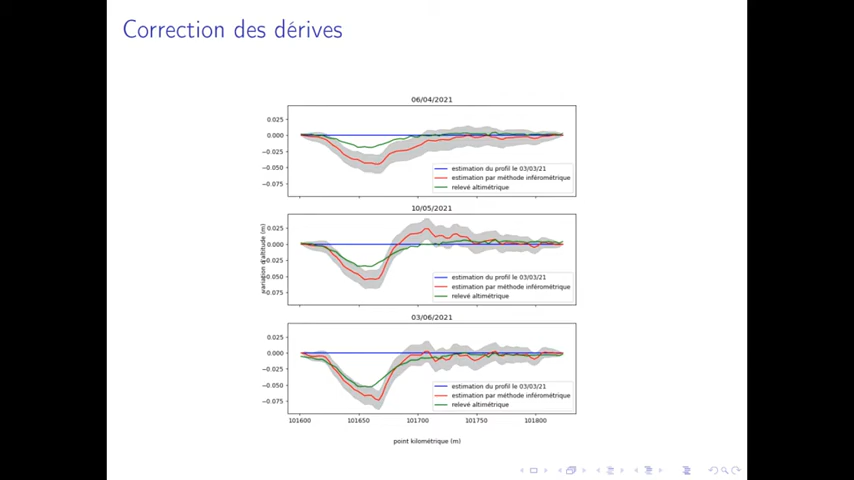 Correction des dérives
06/04/2021
0.025
0.000
−0.025
−0.050
−0.075
estimation du profil le 03/03/21
estimation par méthode inférométrique
relevé altimétrique
10/05/2021
variation d'altitude (m)
0.025
0.000
−0.025
−0.050
−0.075
estimation du profil le 03/03/21
estimation par méthode inférométrique
relevé altimétrique
03/06/2021
0.025
0.000
−0.025
−0.050
−0.075
estimation du profil le 03/03/21
estimation par méthode inférométrique
relevé altimétrique
101600 101650 101700 101750 101800
point kilométrique (m)